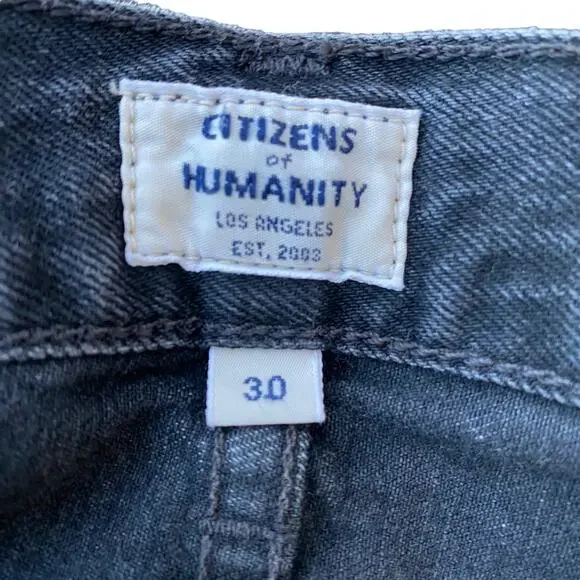 CITIZENS
OF
HUMANITY
LOS ANGELES
EST. 2003
30